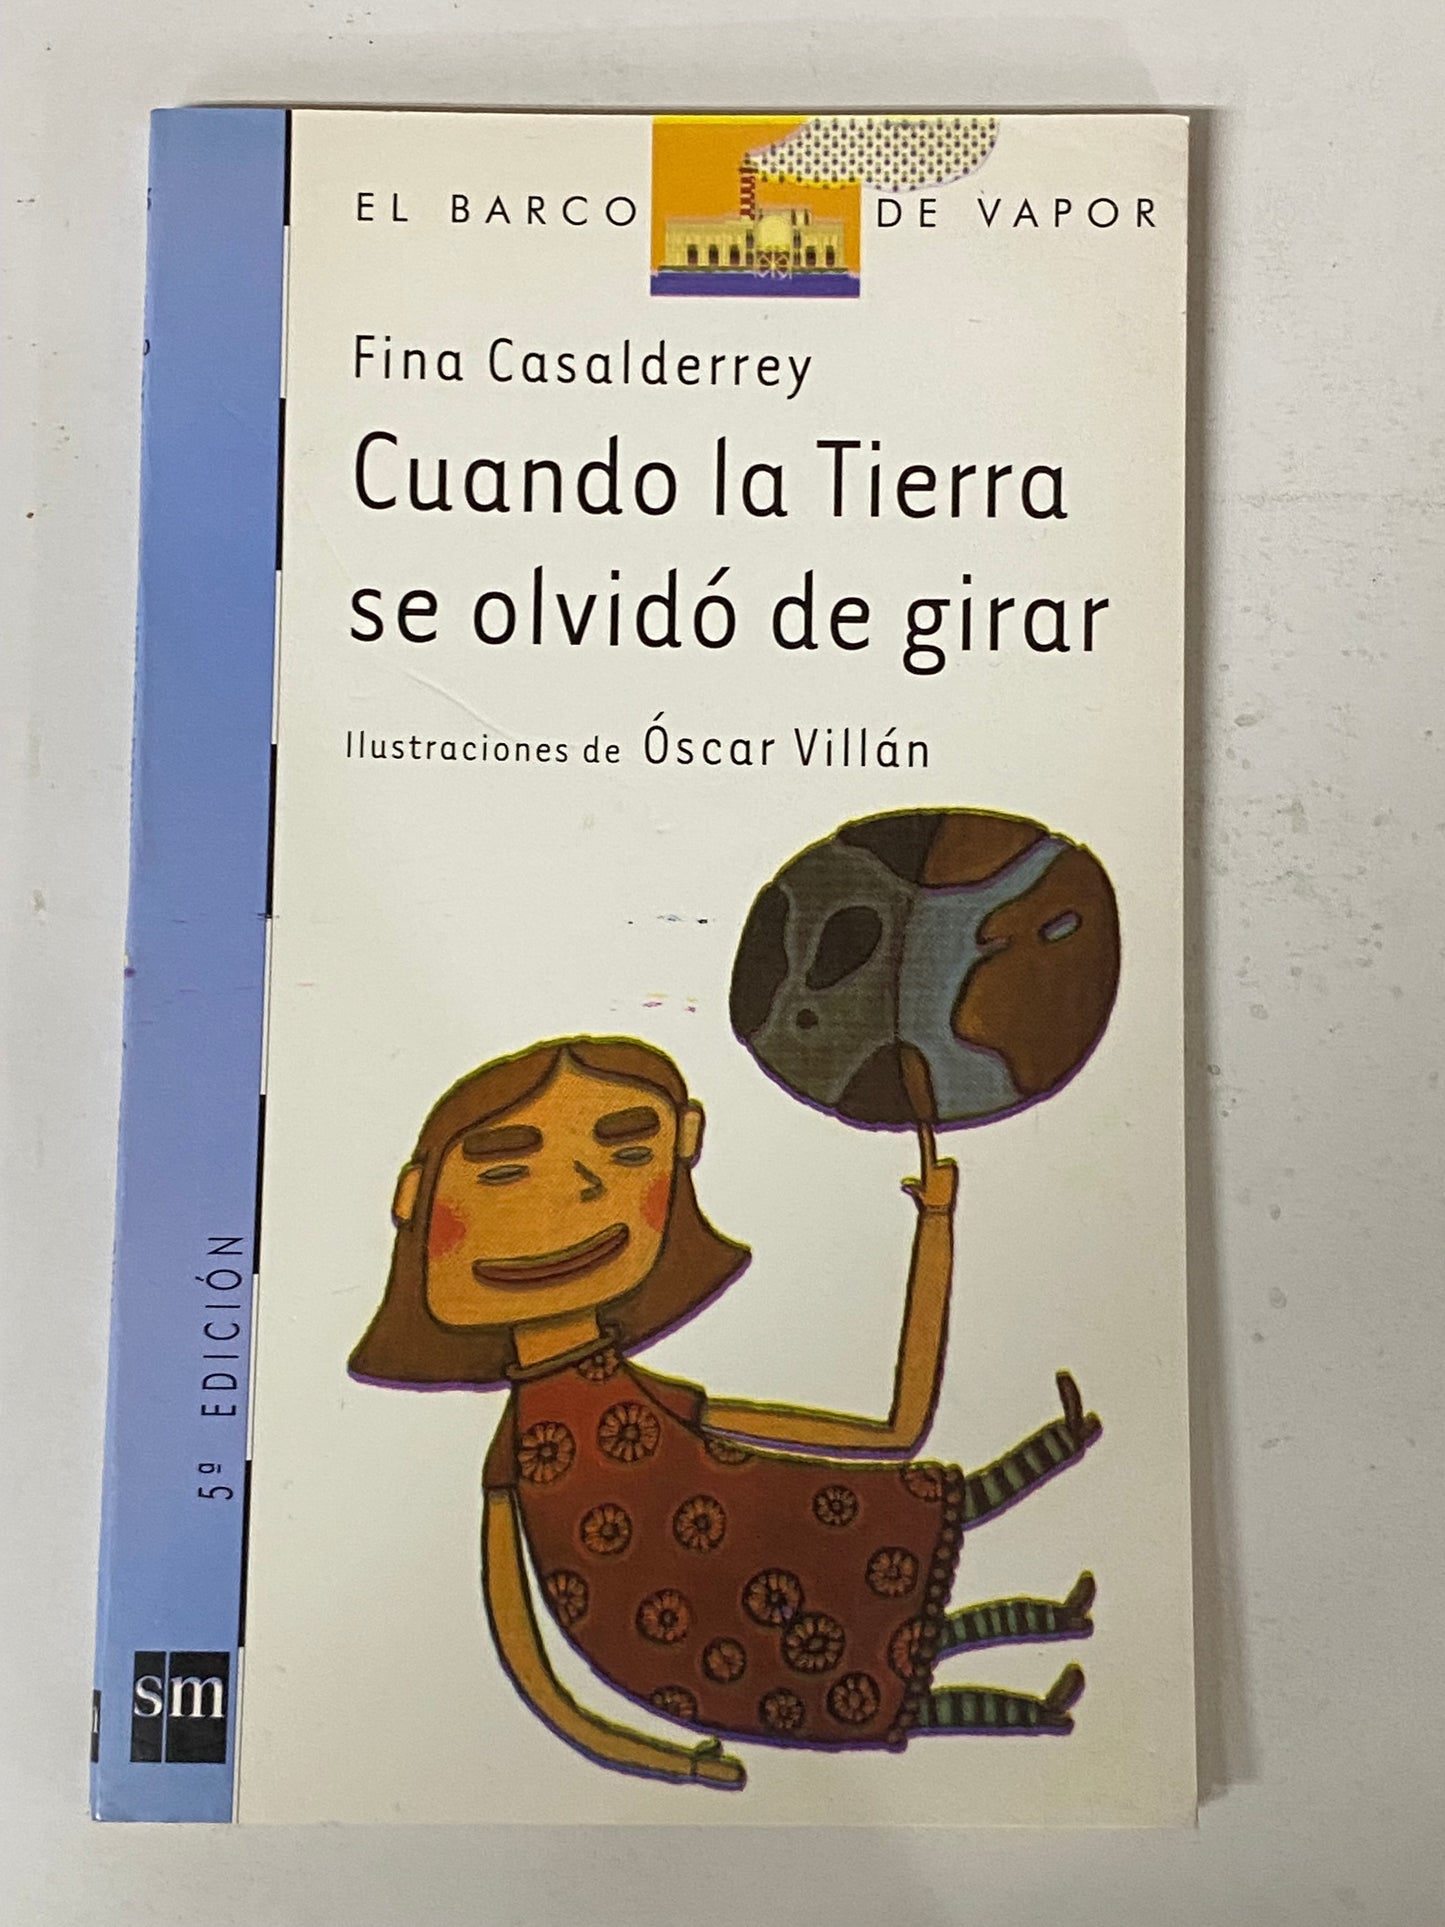 EL BARCO DE VAPOR
Fina Casalderrey
Cuando la Tierra
se olvidó de girar
Ilustraciones de Óscar Villán
5ª EDICIÓN
sm